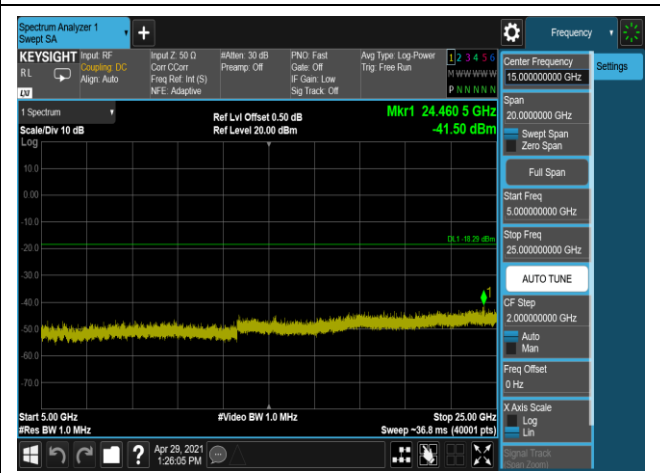 Spectrum Analyzer 1
Swept SA
Frequency
KEYSIGHT
RL
Input: RF
Coupling: DC
Align: Auto
Input Z: 50 Ω
Corr CCorr
Freq Ref: Int (S)
NFE: Adaptive
#Atten: 30 dB
Preamp: Off
PNO: Fast
Gate: Off
IF Gain: Low
Sig Track: Off
Avg Type: Log-Power
Trig: Free Run
1 2 3 4 5 6
M W W W W W
P N N N N N
LXI
1 Spectrum
Scale/Div 10 dB
Ref Lvl Offset 0.50 dB
Ref Level 20.00 dBm
Mkr1 24.460 5 GHz
-41.50 dBm
Log
10.0
0.00
-10.0
-20.0
-30.0
-40.0
-50.0
-60.0
-70.0
DL1 -18.29 dBm
1
Start 5.00 GHz
#Res BW 1.0 MHz
#Video BW 1.0 MHz
Stop 25.00 GHz
Sweep ~36.8 ms (40001 pts)
Center Frequency
15.000000000 GHz
Settings
Span
20.0000000 GHz
Swept Span
Zero Span
Full Span
Start Freq
5.000000000 GHz
Stop Freq
25.000000000 GHz
AUTO TUNE
CF Step
2.000000000 GHz
Auto
Man
Freq Offset
0 Hz
X Axis Scale
Log
Lin
Signal Track
(Span Zoom)
Apr 29, 2021
1:26:05 PM